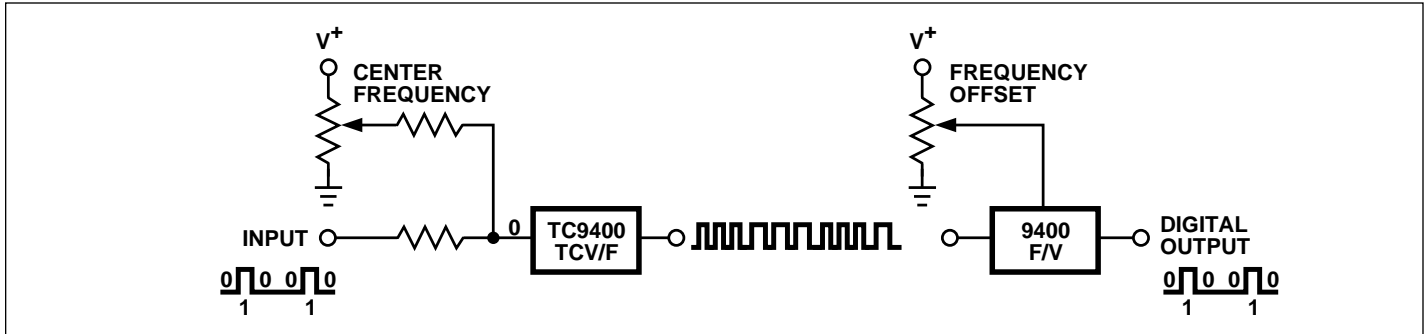 V+
CENTER
FREQUENCY
V+
FREQUENCY
OFFSET
INPUT
0
TC9400
TCV/F
9400
F/V
DIGITAL
OUTPUT
0 0 0 0
1 1
0 0 0 0
1 1